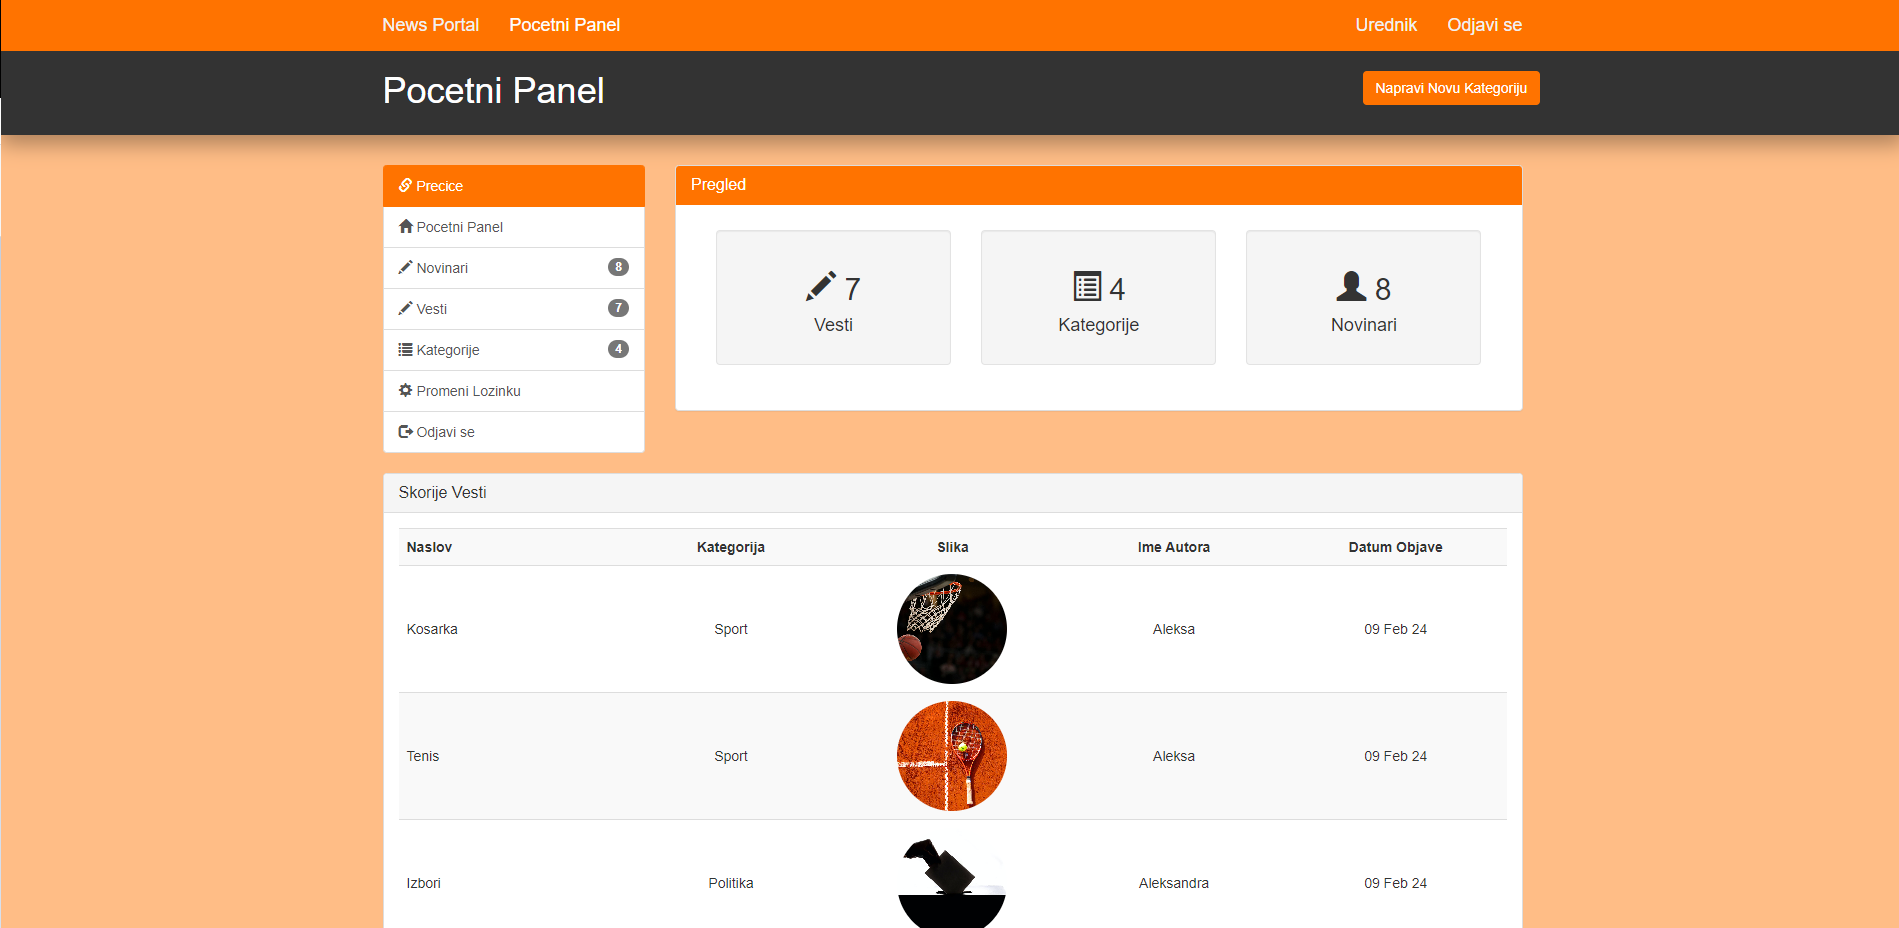 News Portal Pocetni Panel Urednik Odjavi se
Pocetni Panel Napravi Novu Kategoriju
Precice
Pocetni Panel
Novinari 8
Vesti 7
Kategorije 4
Promeni Lozinku
Odjavi se
Pregled
7 4 8
Vesti Kategorije Novinari
Skorije Vesti
Naslov Kategorija Slika Ime Autora Datum Objave
Kosarka Sport Aleksa 09 Feb 24
Tenis Sport Aleksa 09 Feb 24
Izbori Politika Aleksandra 09 Feb 24